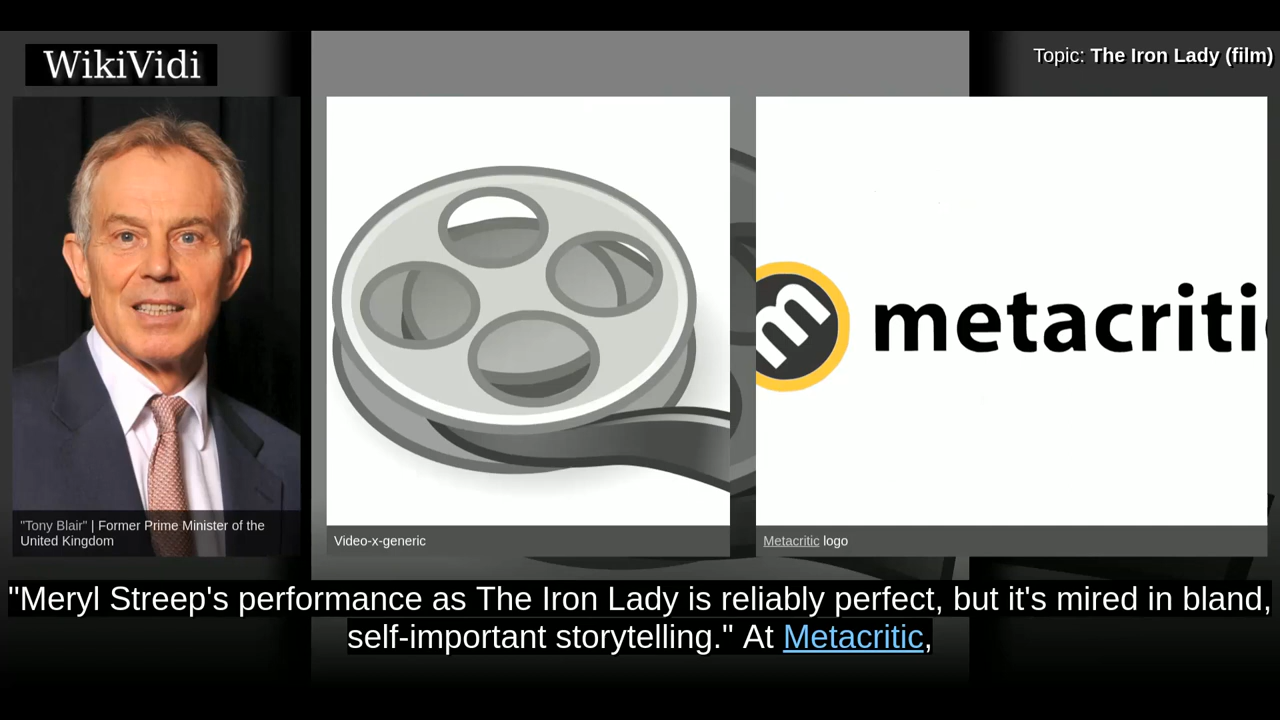 WikiVidi
Topic: The Iron Lady (film)
m metacritic
"Tony Blair" | Former Prime Minister of the
United Kingdom
Video-x-generic
Metacritic logo
"Meryl Streep's performance as The Iron Lady is reliably perfect, but it's mired in bland,
self-important storytelling." At Metacritic,